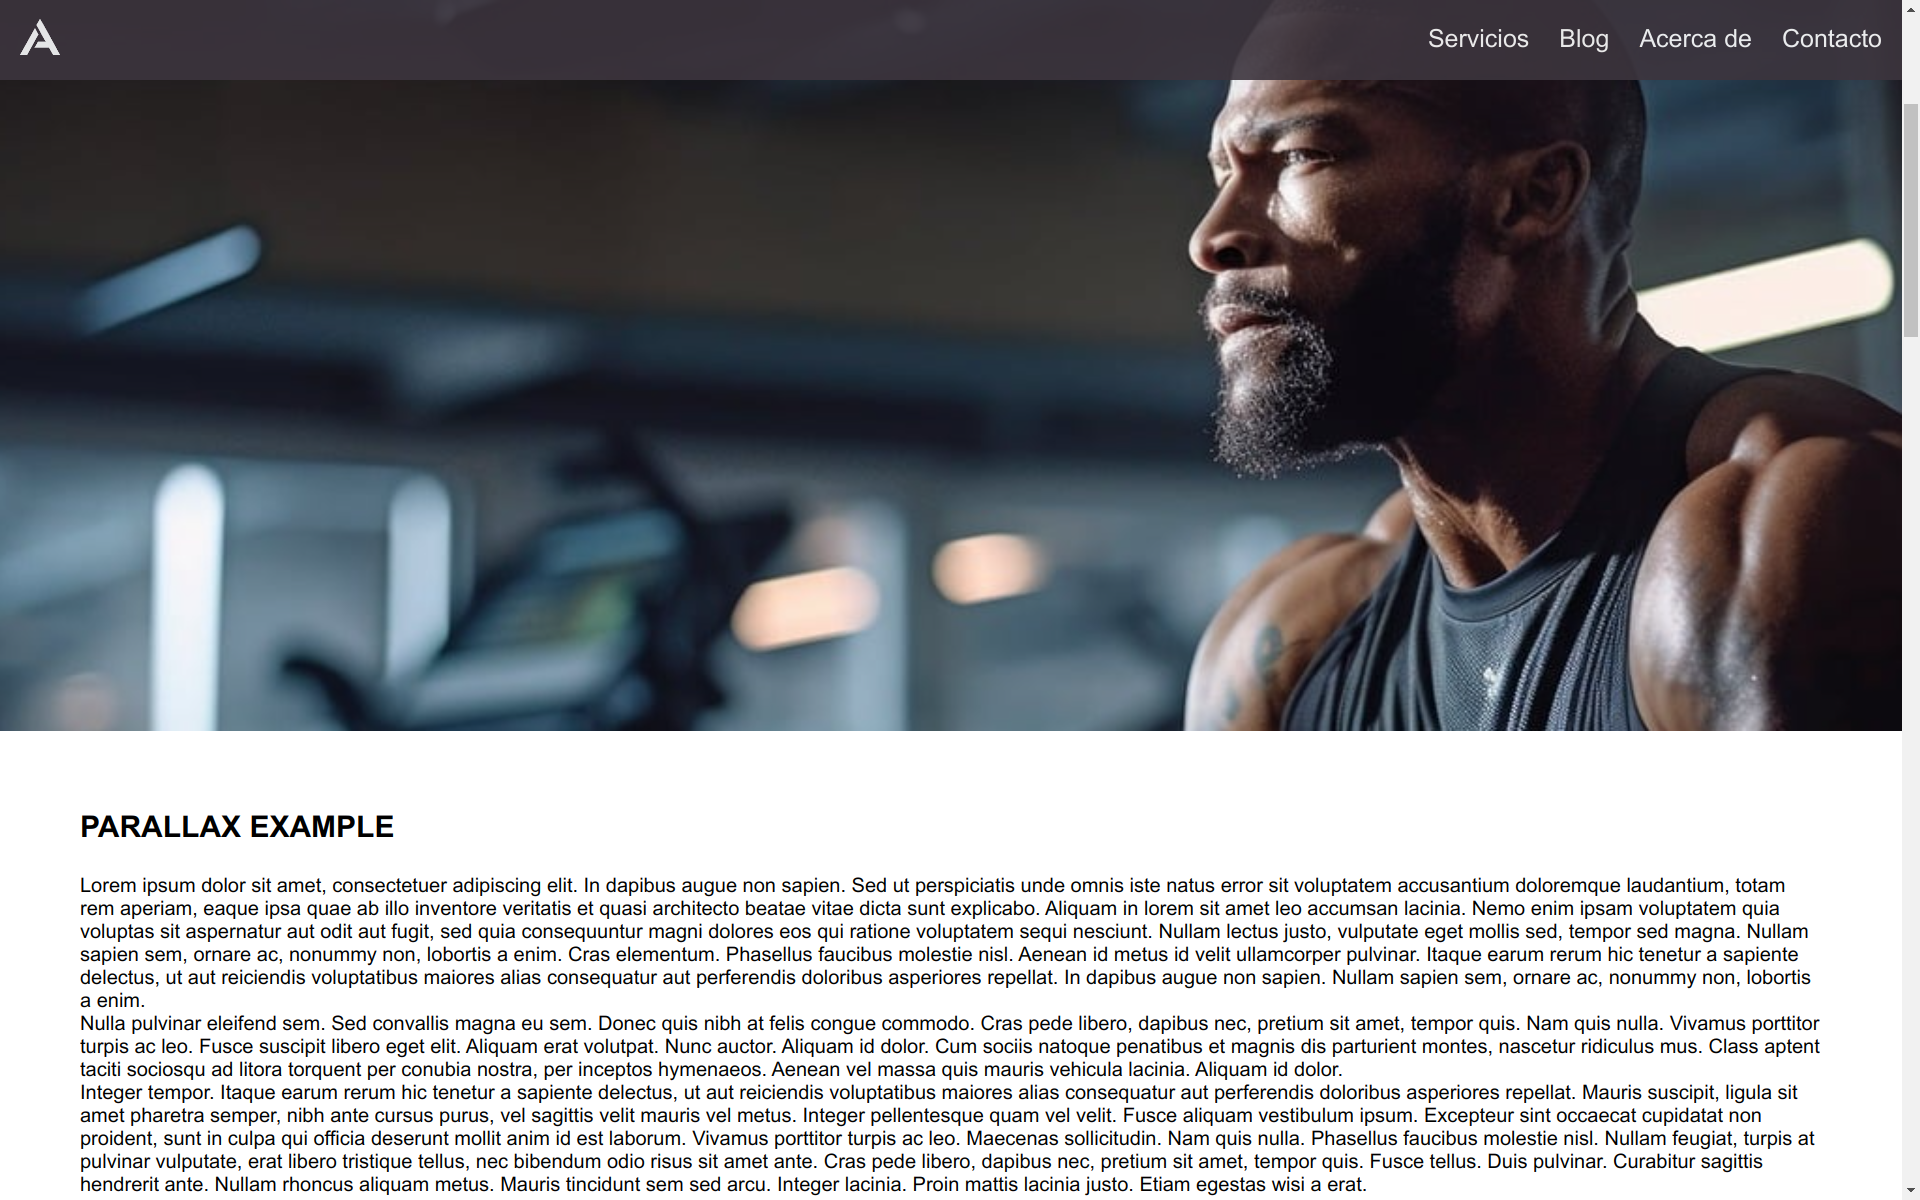 Servicios Blog Acerca de Contacto
PARALLAX EXAMPLE
Lorem ipsum dolor sit amet, consectetuer adipiscing elit. In dapibus augue non sapien. Sed ut perspiciatis unde omnis iste natus error sit voluptatem accusantium doloremque laudantium, totam
rem aperiam, eaque ipsa quae ab illo inventore veritatis et quasi architecto beatae vitae dicta sunt explicabo. Aliquam in lorem sit amet leo accumsan lacinia. Nemo enim ipsam voluptatem quia
voluptas sit aspernatur aut odit aut fugit, sed quia consequuntur magni dolores eos qui ratione voluptatem sequi nesciunt. Nullam lectus justo, vulputate eget mollis sed, tempor sed magna. Nullam
sapien sem, ornare ac, nonummy non, lobortis a enim. Cras elementum. Phasellus faucibus molestie nisl. Aenean id metus id velit ullamcorper pulvinar. Itaque earum rerum hic tenetur a sapiente
delectus, ut aut reiciendis voluptatibus maiores alias consequatur aut perferendis doloribus asperiores repellat. In dapibus augue non sapien. Nullam sapien sem, ornare ac, nonummy non, lobortis
a enim.
Nulla pulvinar eleifend sem. Sed convallis magna eu sem. Donec quis nibh at felis congue commodo. Cras pede libero, dapibus nec, pretium sit amet, tempor quis. Nam quis nulla. Vivamus porttitor
turpis ac leo. Fusce suscipit libero eget elit. Aliquam erat volutpat. Nunc auctor. Aliquam id dolor. Cum sociis natoque penatibus et magnis dis parturient montes, nascetur ridiculus mus. Class aptent
taciti sociosqu ad litora torquent per conubia nostra, per inceptos hymenaeos. Aenean vel massa quis mauris vehicula lacinia. Aliquam id dolor.
Integer tempor. Itaque earum rerum hic tenetur a sapiente delectus, ut aut reiciendis voluptatibus maiores alias consequatur aut perferendis doloribus asperiores repellat. Mauris suscipit, ligula sit
amet pharetra semper, nibh ante cursus purus, vel sagittis velit mauris vel metus. Integer pellentesque quam vel velit. Fusce aliquam vestibulum ipsum. Excepteur sint occaecat cupidatat non
proident, sunt in culpa qui officia deserunt mollit anim id est laborum. Vivamus porttitor turpis ac leo. Maecenas sollicitudin. Nam quis nulla. Phasellus faucibus molestie nisl. Nullam feugiat, turpis at
pulvinar vulputate, erat libero tristique tellus, nec bibendum odio risus sit amet ante. Cras pede libero, dapibus nec, pretium sit amet, tempor quis. Fusce tellus. Duis pulvinar. Curabitur sagittis
hendrerit ante. Nullam rhoncus aliquam metus. Mauris tincidunt sem sed arcu. Integer lacinia. Proin mattis lacinia justo. Etiam egestas wisi a erat.